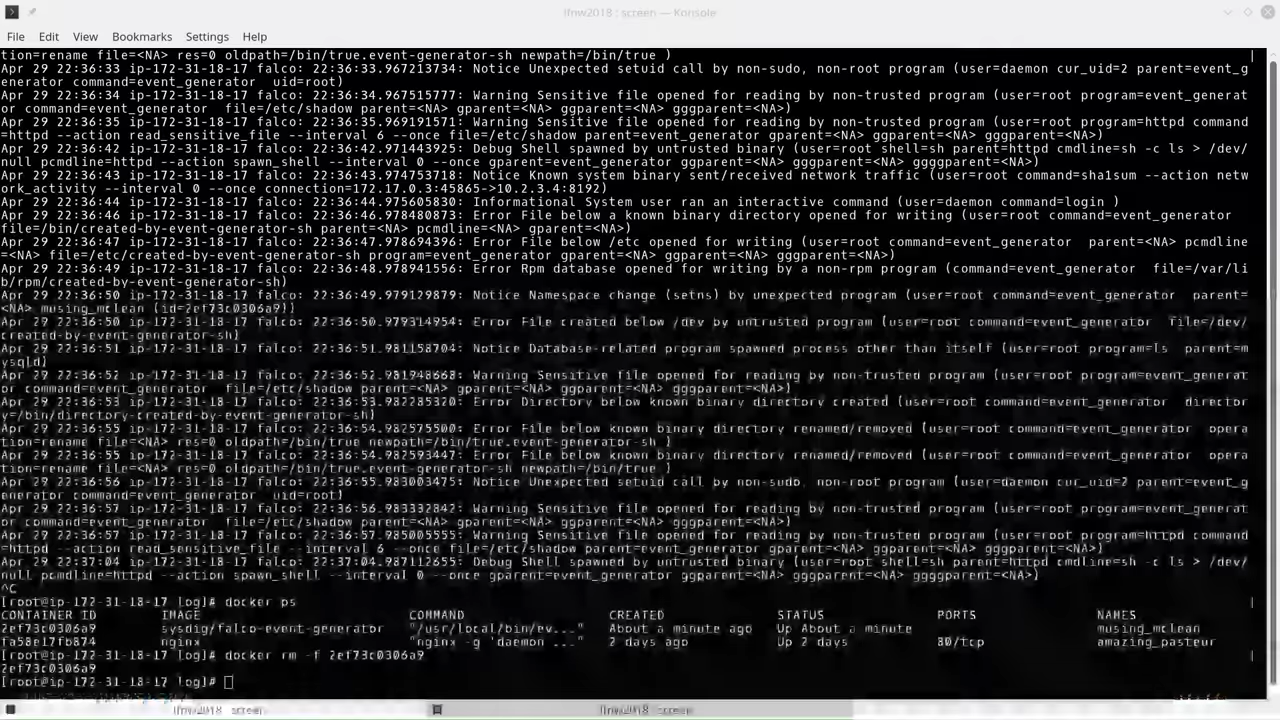 lfnw2018 : screen — Konsole
File Edit View Bookmarks Settings Help
tion=rename file=<NA> res=0 oldpath=/bin/true.event-generator-sh newpath=/bin/true )
Apr 29 22:36:33 ip-172-31-18-17 falco: 22:36:33.967213734: Notice Unexpected setuid call by non-sudo, non-root program (user=daemon cur_uid=2 parent=event_g
enerator command=event_generator  uid=root)
Apr 29 22:36:34 ip-172-31-18-17 falco: 22:36:34.967515777: Warning Sensitive file opened for reading by non-trusted program (user=root program=event_generat
or command=event_generator  file=/etc/shadow parent=<NA> gparent=<NA> ggparent=<NA> gggparent=<NA>)
Apr 29 22:36:35 ip-172-31-18-17 falco: 22:36:35.969191571: Warning Sensitive file opened for reading by non-trusted program (user=root program=httpd command
=httpd --action read_sensitive_file --interval 6 --once file=/etc/shadow parent=event_generator gparent=<NA> ggparent=<NA> gggparent=<NA>)
Apr 29 22:36:42 ip-172-31-18-17 falco: 22:36:42.971443925: Debug Shell spawned by untrusted binary (user=root shell=sh parent=httpd cmdline=sh -c ls > /dev/
null pcmdline=httpd --action spawn_shell --interval 0 --once gparent=event_generator ggparent=<NA> gggparent=<NA> ggggparent=<NA>)
Apr 29 22:36:43 ip-172-31-18-17 falco: 22:36:43.974753718: Notice Known system binary sent/received network traffic (user=root command=sha1sum --action netw
ork_activity --interval 0 --once connection=172.17.0.3:45865->10.2.3.4:8192)
Apr 29 22:36:44 ip-172-31-18-17 falco: 22:36:44.975605830: Informational System user ran an interactive command (user=daemon command=login )
Apr 29 22:36:46 ip-172-31-18-17 falco: 22:36:46.978480873: Error File below a known binary directory opened for writing (user=root command=event_generator
file=/bin/created-by-event-generator-sh parent=<NA> pcmdline=<NA> gparent=<NA>)
Apr 29 22:36:47 ip-172-31-18-17 falco: 22:36:47.978694396: Error File below /etc opened for writing (user=root command=event_generator  parent=<NA> pcmdline
=<NA> file=/etc/created-by-event-generator-sh program=event_generator gparent=<NA> ggparent=<NA> gggparent=<NA>)
Apr 29 22:36:49 ip-172-31-18-17 falco: 22:36:48.978941556: Error Rpm database opened for writing by a non-rpm program (command=event_generator  file=/var/li
b/rpm/created-by-event-generator-sh)
Apr 29 22:36:50 ip-172-31-18-17 falco: 22:36:49.979129879: Notice Namespace change (setns) by unexpected program (user=root command=event_generator  parent=
<NA> musing_mclean (id=2ef73c0306a9))
Apr 29 22:36:50 ip-172-31-18-17 falco: 22:36:50.979314954: Error File created below /dev by untrusted program (user=root command=event_generator  file=/dev/
created-by-event-generator-sh)
Apr 29 22:36:51 ip-172-31-18-17 falco: 22:36:51.981158704: Notice Database-related program spawned process other than itself (user=root program=ls  parent=m
ysqld)
Apr 29 22:36:52 ip-172-31-18-17 falco: 22:36:52.981948668: Warning Sensitive file opened for reading by non-trusted program (user=root program=event_generat
or command=event_generator  file=/etc/shadow parent=<NA> gparent=<NA> ggparent=<NA> gggparent=<NA>)
Apr 29 22:36:53 ip-172-31-18-17 falco: 22:36:53.982285320: Error Directory below known binary directory created (user=root command=event_generator  director
y=/bin/directory-created-by-event-generator-sh)
Apr 29 22:36:55 ip-172-31-18-17 falco: 22:36:54.982575500: Error File below known binary directory renamed/removed (user=root command=event_generator  opera
tion=rename file=<NA> res=0 oldpath=/bin/true newpath=/bin/true.event-generator-sh )
Apr 29 22:36:55 ip-172-31-18-17 falco: 22:36:54.982593447: Error File below known binary directory renamed/removed (user=root command=event_generator  opera
tion=rename file=<NA> res=0 oldpath=/bin/true.event-generator-sh newpath=/bin/true )
Apr 29 22:36:56 ip-172-31-18-17 falco: 22:36:55.983003475: Notice Unexpected setuid call by non-sudo, non-root program (user=daemon cur_uid=2 parent=event_g
enerator command=event_generator  uid=root)
Apr 29 22:36:57 ip-172-31-18-17 falco: 22:36:56.983332842: Warning Sensitive file opened for reading by non-trusted program (user=root program=event_generat
or command=event_generator  file=/etc/shadow parent=<NA> gparent=<NA> ggparent=<NA> gggparent=<NA>)
Apr 29 22:36:57 ip-172-31-18-17 falco: 22:36:57.985005555: Warning Sensitive file opened for reading by non-trusted program (user=root program=httpd command
=httpd --action read_sensitive_file --interval 6 --once file=/etc/shadow parent=event_generator gparent=<NA> ggparent=<NA> gggparent=<NA>)
Apr 29 22:37:04 ip-172-31-18-17 falco: 22:37:04.987112655: Debug Shell spawned by untrusted binary (user=root shell=sh parent=httpd cmdline=sh -c ls > /dev/
null pcmdline=httpd --action spawn_shell --interval 0 --once gparent=event_generator ggparent=<NA> gggparent=<NA> ggggparent=<NA>)
^C
[root@ip-172-31-18-17 log]# docker ps
CONTAINER ID IMAGE COMMAND CREATED STATUS PORTS NAMES
2ef73c0306a9 sysdig/falco-event-generator "/usr/local/bin/ev..." About a minute ago Up About a minute musing_mclean
fa58e17fb874 nginx "nginx -g 'daemon ..." 2 days ago Up 2 days 80/tcp amazing_pasteur
[root@ip-172-31-18-17 log]# docker rm -f 2ef73c0306a9
2ef73c0306a9
[root@ip-172-31-18-17 log]#
lfnw2018 : screen lfnw2018 : screen